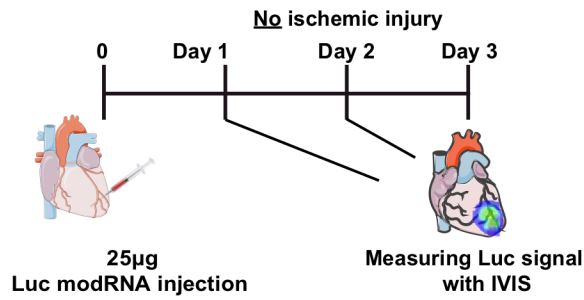 No ischemic injury
0 Day 1 Day 2 Day 3
25µg
Luc modRNA injection
Measuring Luc signal
with IVIS